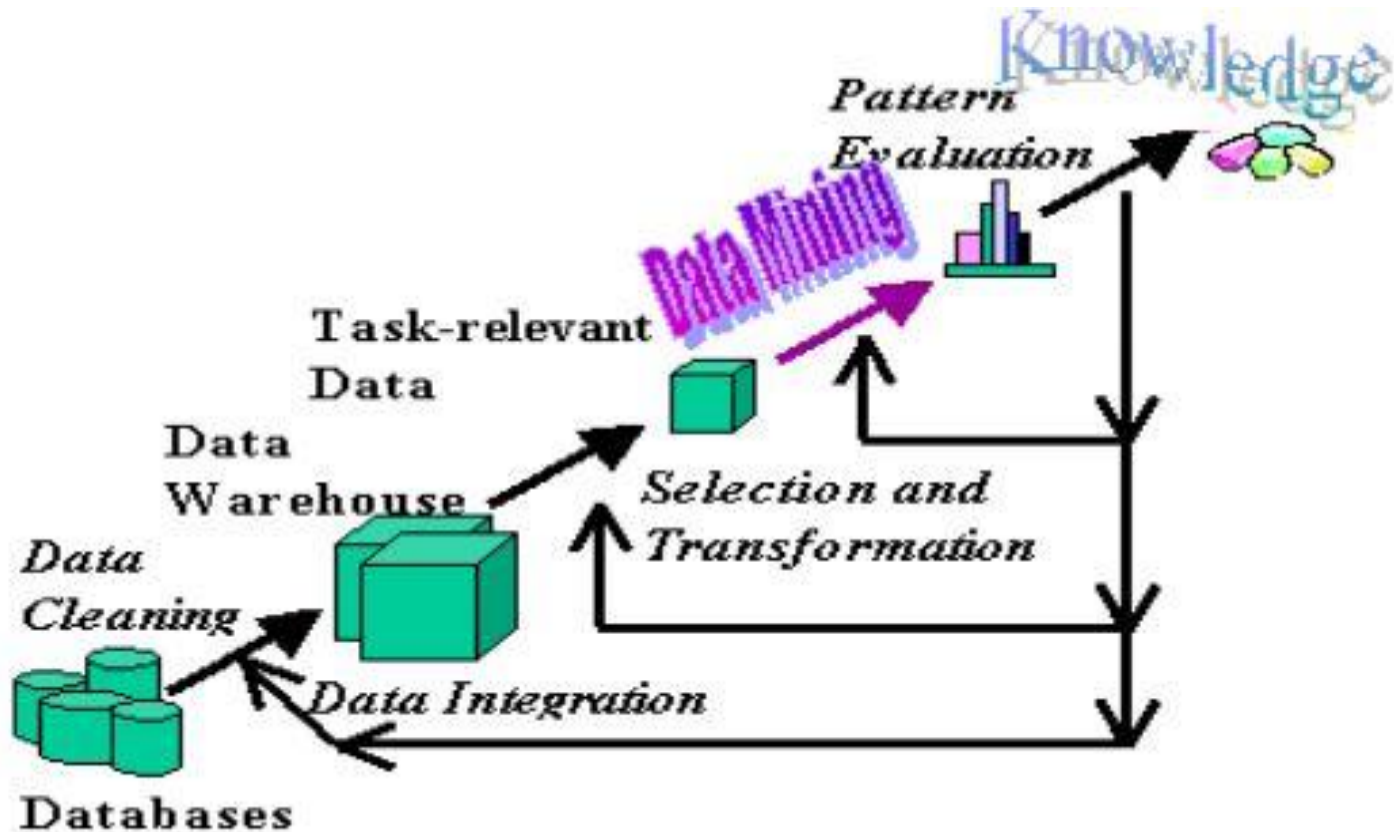 Knowledge
Pattern
Evaluation
Data Mining
Task-relevant
Data
Data
Warehouse
Selection and
Transformation
Data
Cleaning
Data Integration
Databases